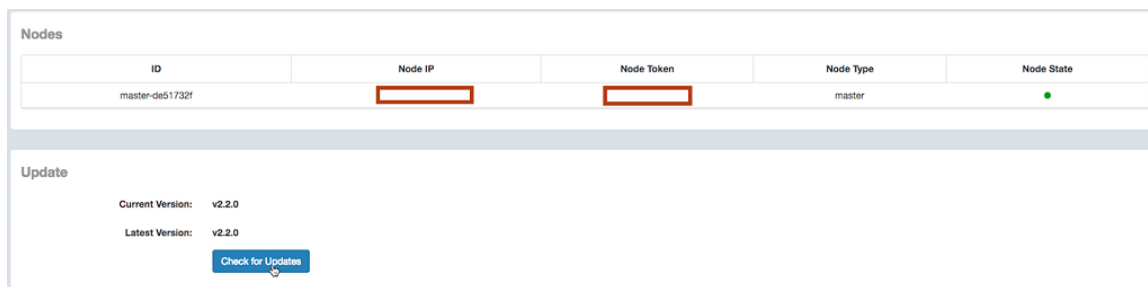 Nodes
ID Node IP Node Token Node Type Node State
master-de51732f master
Update
Current Version: v2.2.0
Latest Version: v2.2.0
Check for Updates